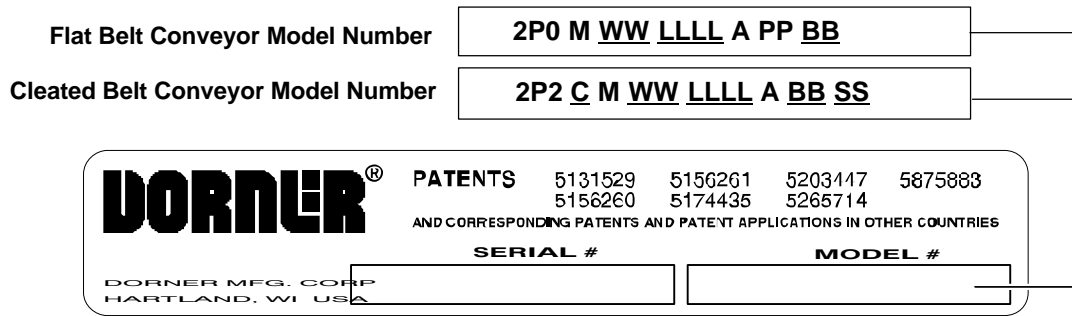 Flat Belt Conveyor Model Number 2P0 M WW LLLL A PP BB
Cleated Belt Conveyor Model Number 2P2 C M WW LLLL A BB SS
DORNER® PATENTS 5131529 5156261 5203447 5875883
5156260 5174435 5265714
AND CORRESPONDING PATENTS AND PATENT APPLICATIONS IN OTHER COUNTRIES
SERIAL # MODEL #
DORNER MFG. CORP
HARTLAND, WI USA